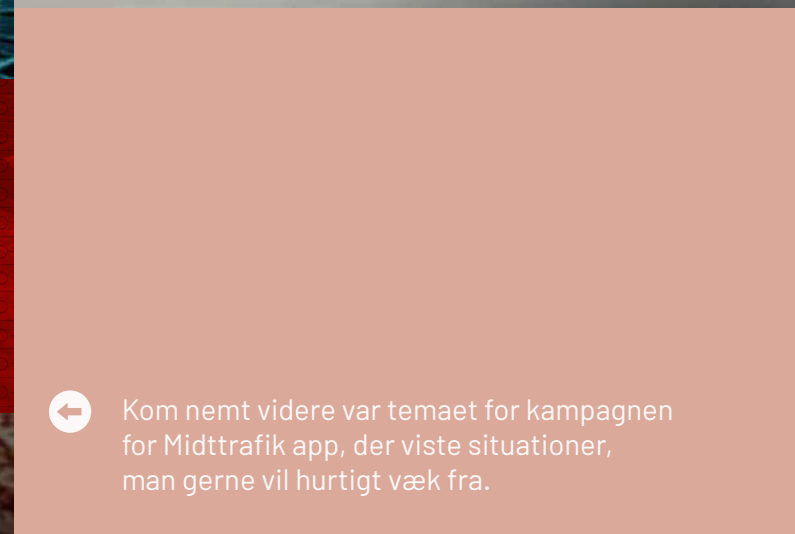 Kom nemt videre var temaet for kampagnen
for Midttrafik app, der viste situationer,
man gerne vil hurtigt væk fra.